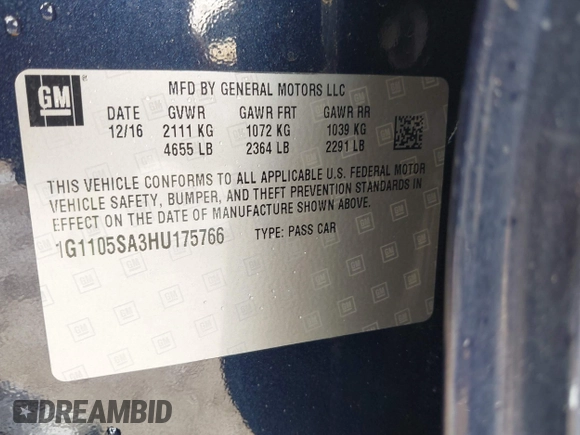 GM
MFD BY GENERAL MOTORS LLC
DATE GVWR GAWR FRT GAWR RR
12/16 2111 KG 1072 KG 1039 KG
4655 LB 2364 LB 2291 LB
THIS VEHICLE CONFORMS TO ALL APPLICABLE U.S. FEDERAL MOTOR
VEHICLE SAFETY, BUMPER, AND THEFT PREVENTION STANDARDS IN
EFFECT ON THE DATE OF MANUFACTURE SHOWN ABOVE.
1G1105SA3HU175766 TYPE: PASS CAR
DREAMBID